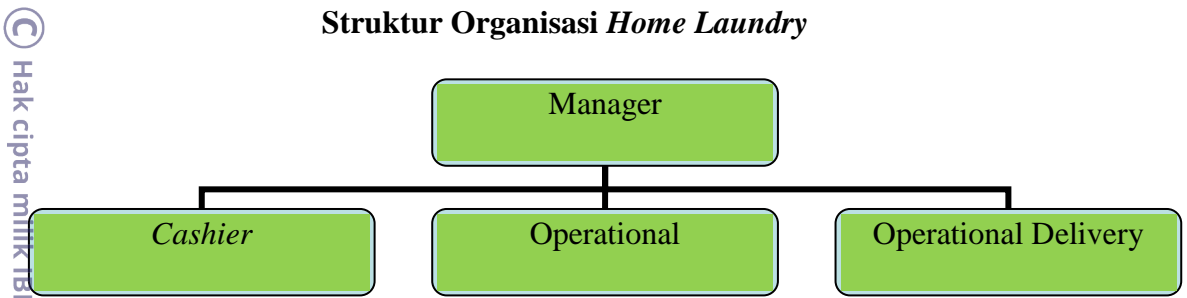 Struktur Organisasi Home Laundry
Manager
Cashier
Operational
Operational Delivery
© Hak cipta milik IBI